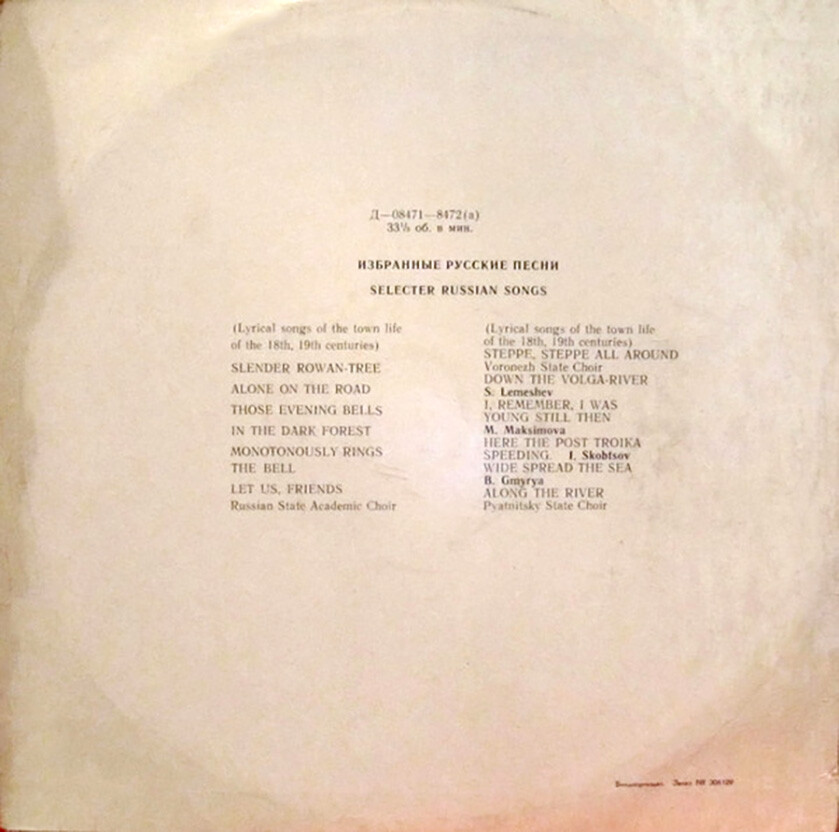 Д—08471—8472(а)
33⅓ об. в мин.
ИЗБРАННЫЕ РУССКИЕ ПЕСНИ
SELECTER RUSSIAN SONGS
(Lyrical songs of the town life
of the 18th, 19th centuries)
SLENDER ROWAN-TREE
ALONE ON THE ROAD
THOSE EVENING BELLS
IN THE DARK FOREST
MONOTONOUSLY RINGS
THE BELL
LET US, FRIENDS
Russian State Academic Choir
(Lyrical songs of the town life
of the 18th, 19th centuries)
STEPPE, STEPPE ALL AROUND
Voronezh State Choir
DOWN THE VOLGA-RIVER
S. Lemeshev
I, REMEMBER, I WAS
YOUNG STILL THEN
M. Maksimova
HERE THE POST TROIKA
SPEEDING. I. Skobtsov
WIDE SPREAD THE SEA
B. Gmyrya
ALONG THE RIVER
Pyatnitsky State Choir
Заказ №